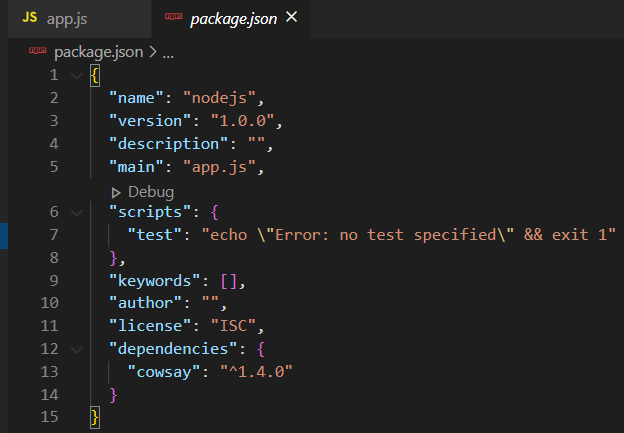 JS app.js package.json ×
package.json > ...
1 {
2 "name": "nodejs",
3 "version": "1.0.0",
4 "description": "",
5 "main": "app.js",
Debug
6 "scripts": {
7 "test": "echo \"Error: no test specified\" && exit 1"
8 },
9 "keywords": [],
10 "author": "",
11 "license": "ISC",
12 "dependencies": {
13 "cowsay": "^1.4.0"
14 }
15 }